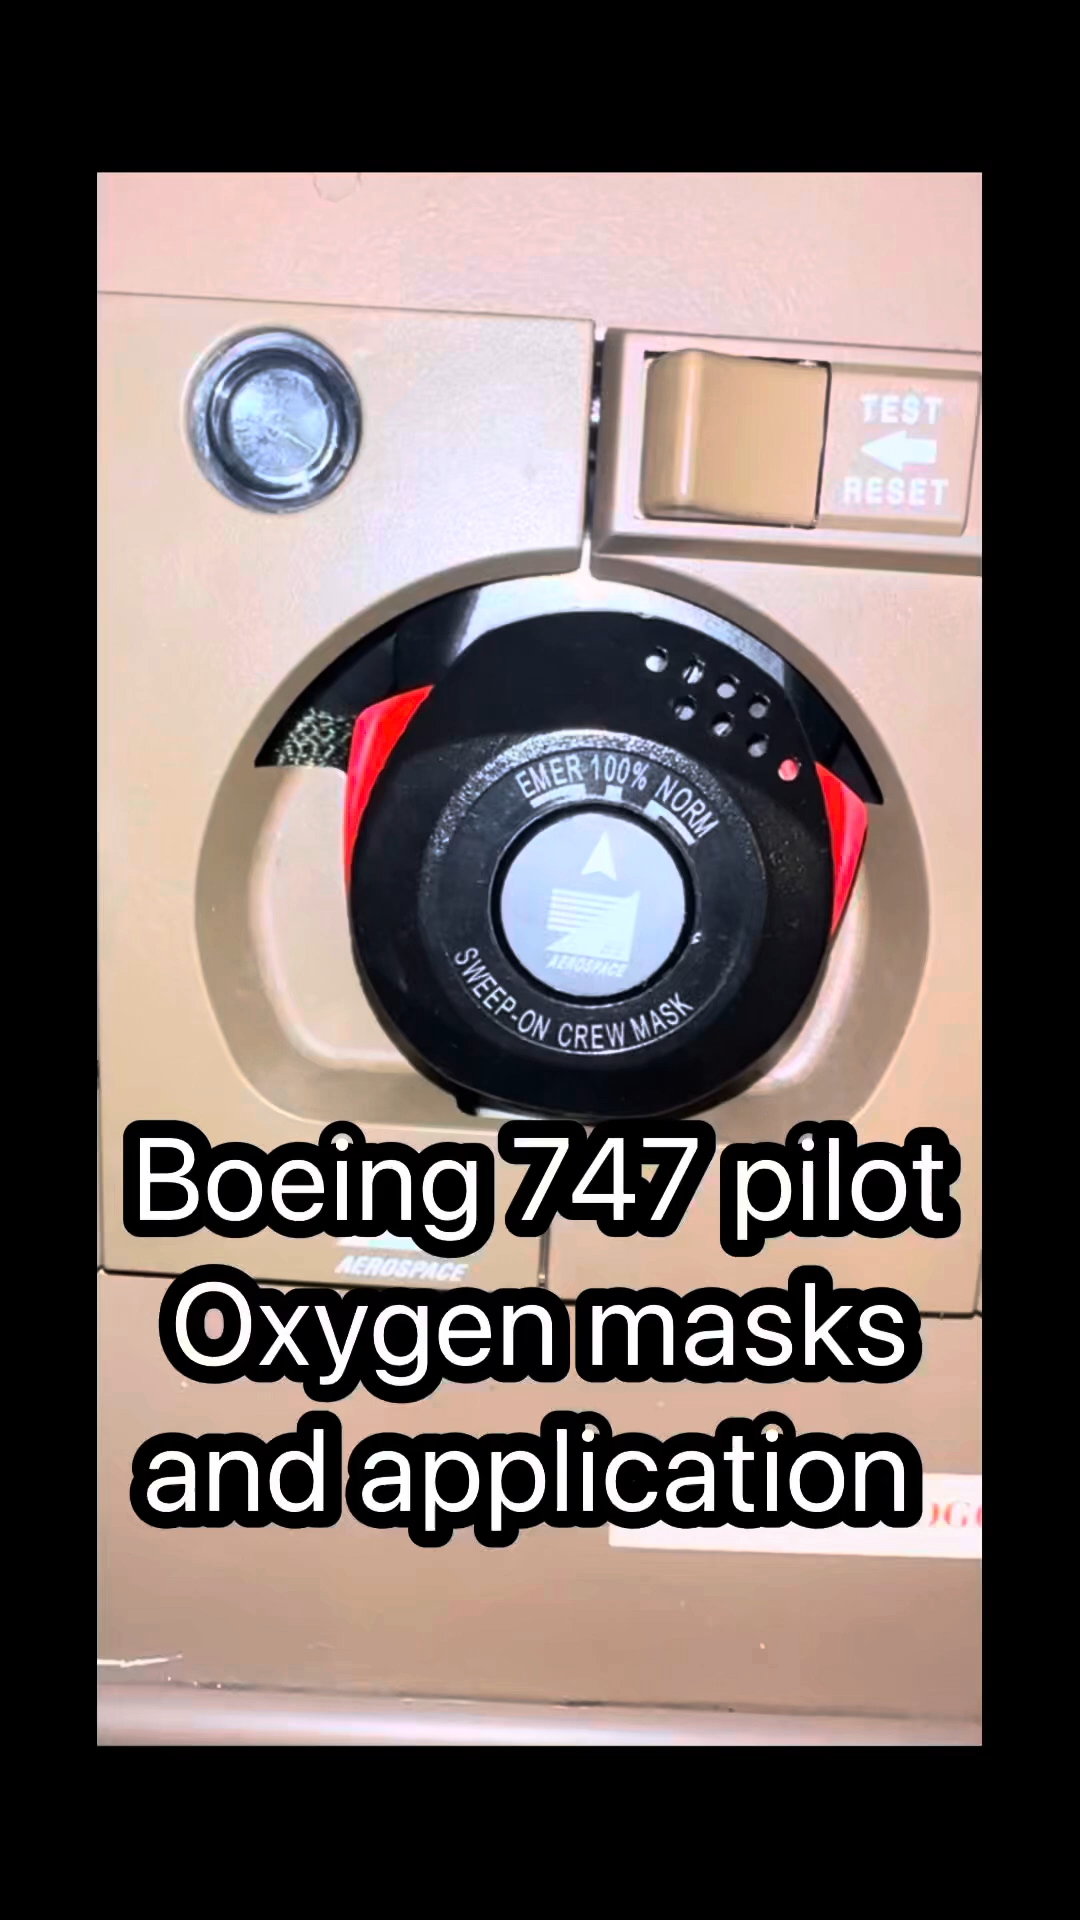 TEST
RESET
EMER 100% NORM
AEROSPACE
SWEEP-ON CREW MASK
Boeing 747 pilot
AEROSPACE
Oxygen masks
and application